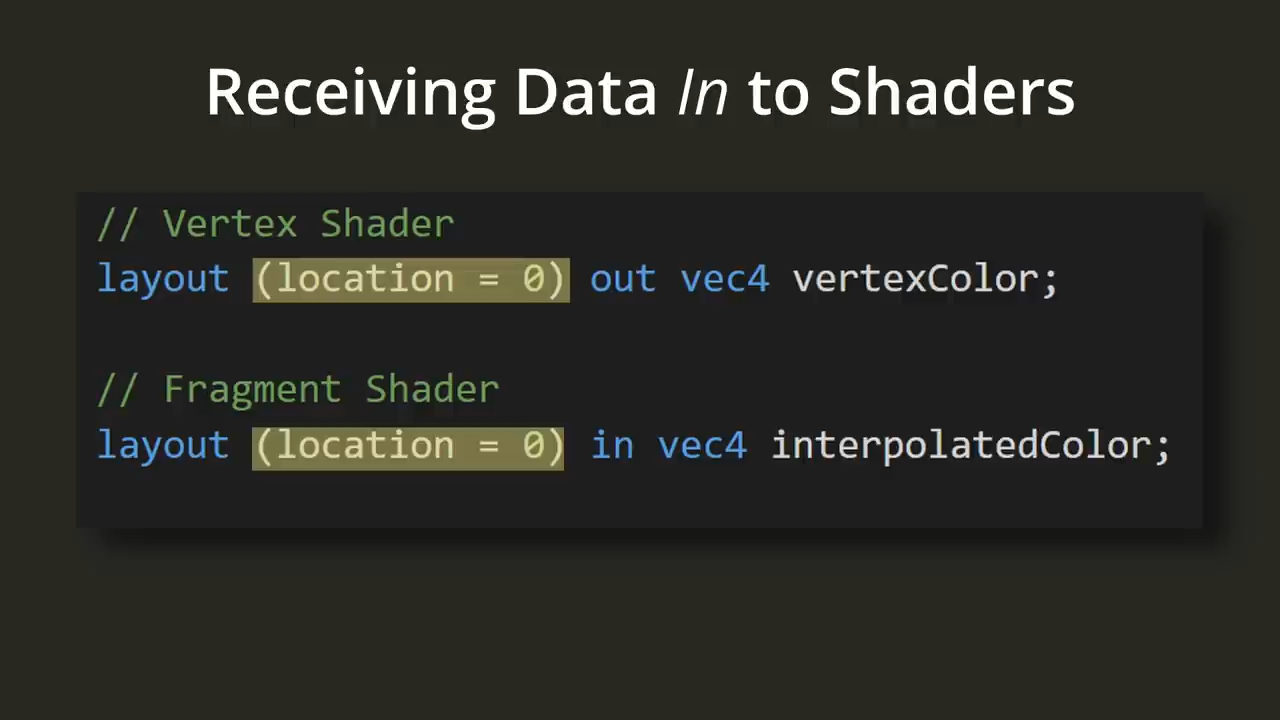 Receiving Data In to Shaders
// Vertex Shader
layout (location = 0) out vec4 vertexColor;
// Fragment Shader
layout (location = 0) in vec4 interpolatedColor;